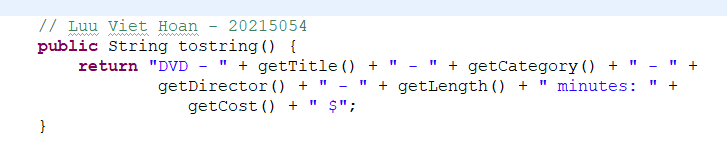 // Luu Viet Hoan - 20215054
public String tostring() {
return "DVD - " + getTitle() + " - " + getCategory() + " - " +
getDirector() + " - " + getLength() + " minutes: " +
getCost() + " $";
}